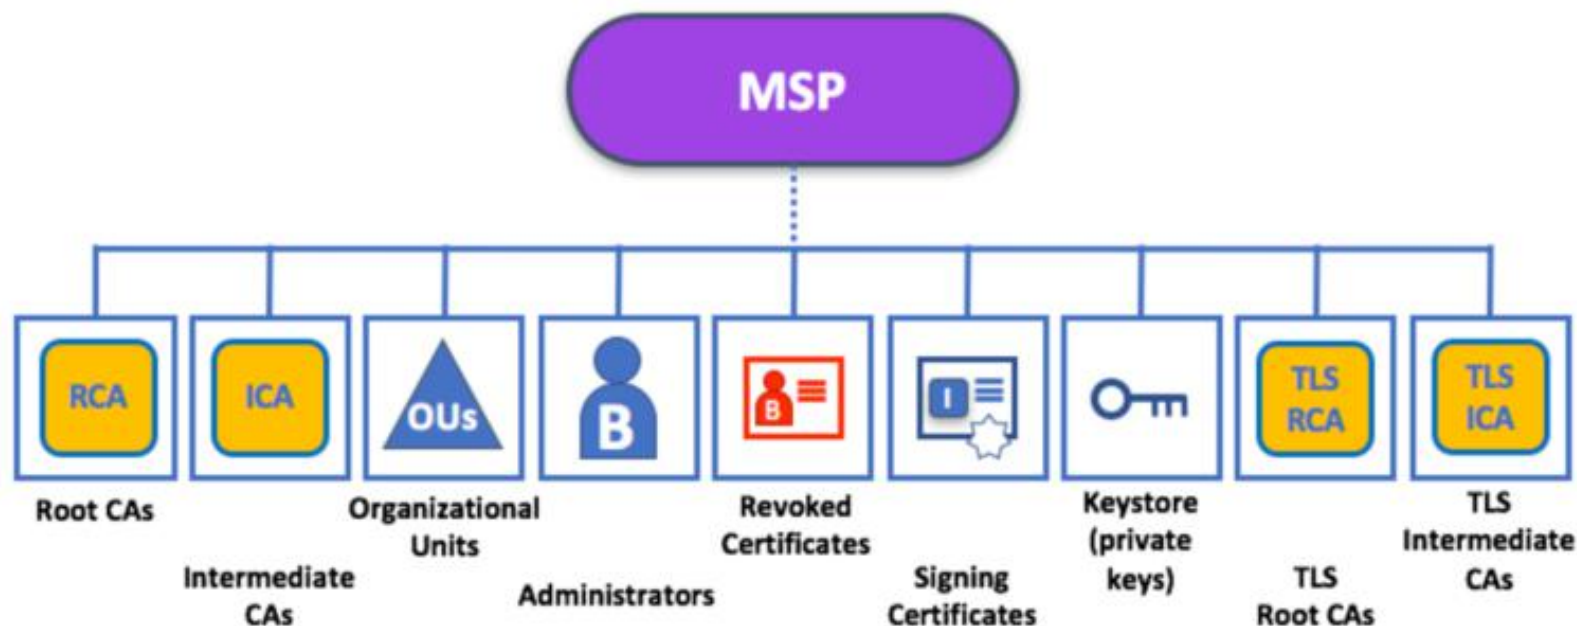 MSP
RCA
ICA
OUs
B
B
I
TLS
RCA
TLS
ICA
Root CAs
Intermediate
CAs
Organizational
Units
Administrators
Revoked
Certificates
Signing
Certificates
Keystore
(private
keys)
TLS
Root CAs
TLS
Intermediate
CAs